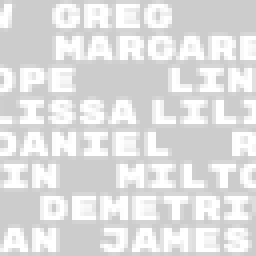 GREG
MARGARE
OPE LIN
LISSA LILI
DANIEL R
IN MILTO
DEMETRI
AN JAMES